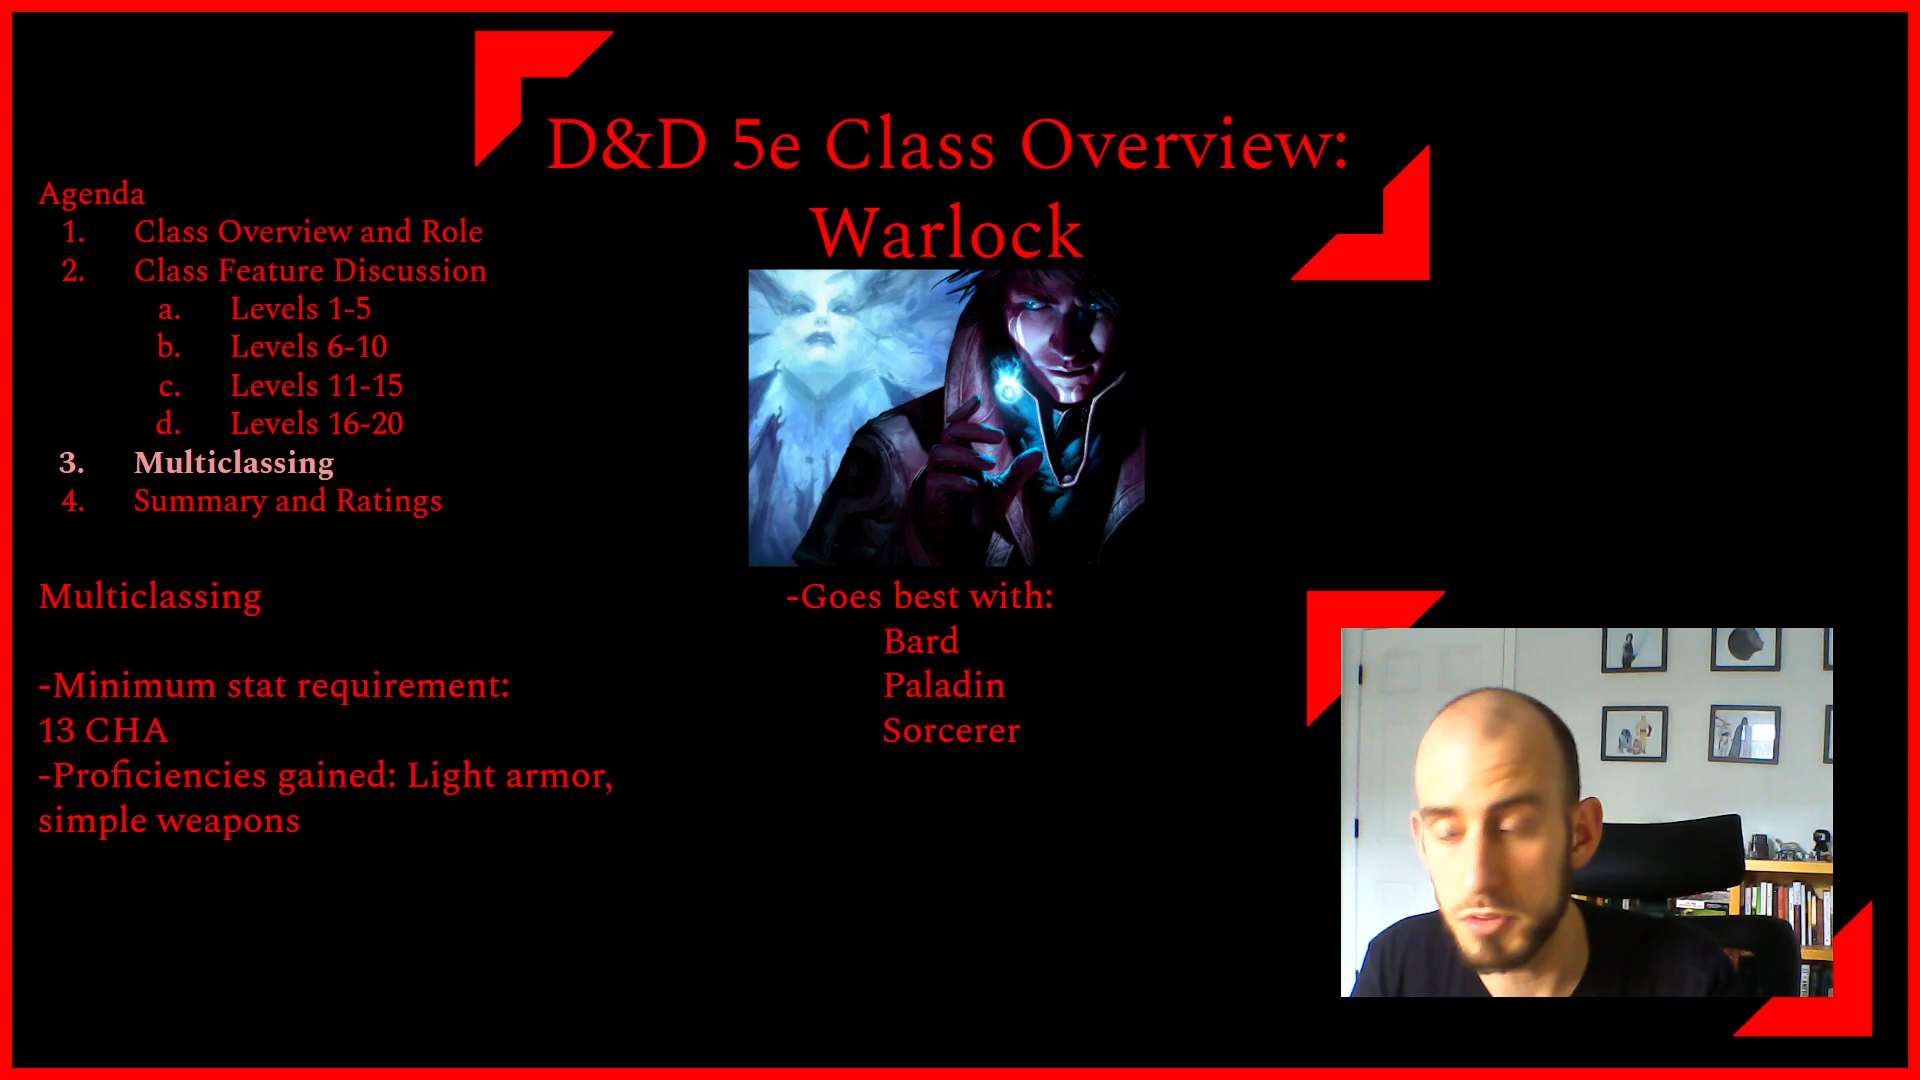 D&D 5e Class Overview:
Warlock
Agenda
1. Class Overview and Role
2. Class Feature Discussion
a. Levels 1-5
b. Levels 6-10
c. Levels 11-15
d. Levels 16-20
3. Multiclassing
4. Summary and Ratings
Multiclassing
-Minimum stat requirement:
13 CHA
-Proficiencies gained: Light armor,
simple weapons
-Goes best with:
Bard
Paladin
Sorcerer